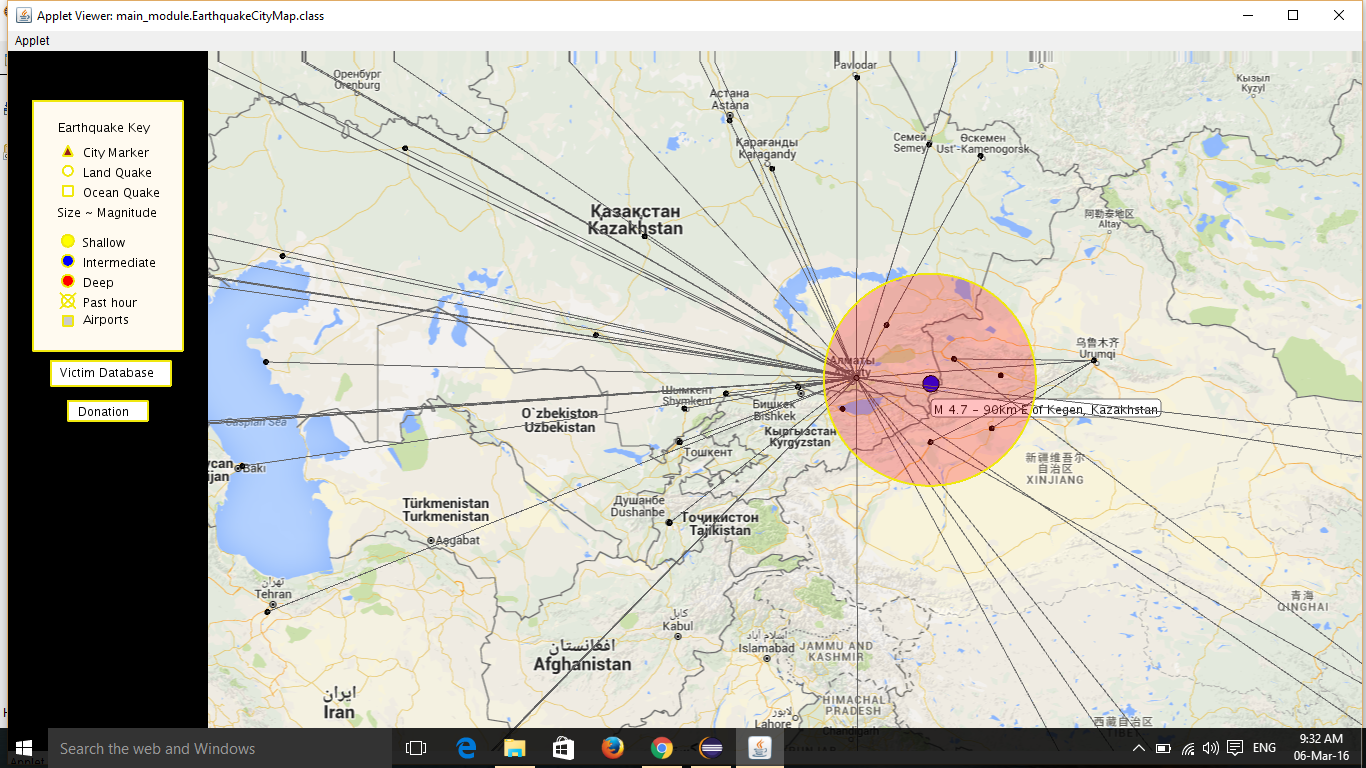 Applet Viewer: main_module.EarthquakeCityMap.class
Applet
Earthquake Key
City Marker
Land Quake
Ocean Quake
Size ~ Magnitude
Shallow
Intermediate
Deep
Past hour
Airports
Victim Database
Donation
Оренбург
Orenburg
Астана
Astana
Pavlodar
Қарағанды
Karagandy
Семей
Semey
Өскемен
Ust'-Kamenogorsk
Кызыл
Kyzyl
阿勒泰地区
Altay
Қазақстан
Kazakhstan
乌鲁木齐
Urumqi
Алматы
Шымкент
Shymkent
Бишкек
Bishkek
M 4.7 - 90km E of Kegen, Kazakhstan
O`zbekiston
Uzbekistan
Caspian Sea
Кыргызстан
Kyrgyzstan
Тошкент
新疆维吾尔
自治区
XINJIANG
Baki
Türkmenistan
Turkmenistan
Душанбе
Dushanbe
Тоҷикистон
Tajikistan
Aşgabat
تهران
Tehran
کابل
Kabul
اسلام آباد
Islamabad
افغانستان
Afghanistan
JAMMU AND
KASHMIR
青海
QINGHAI
ایران
Iran
HIMACHAL
PRADESH
لاہور
Lahore
西藏自治区
TIBET
Chandigarh
Search the web and Windows
ENG
9:32 AM
06-Mar-16